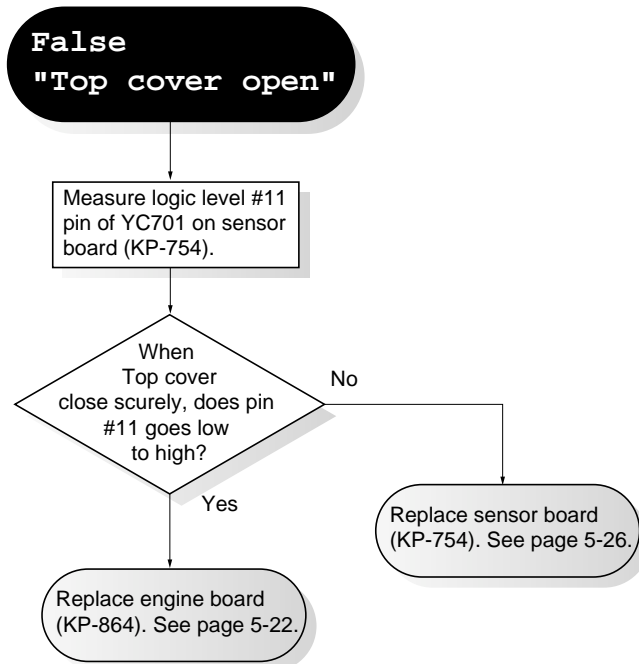 False
"Top cover open"
Measure logic level #11
pin of YC701 on sensor
board (KP-754).
When
Top cover
close scurely, does pin
#11 goes low
to high?
No
Yes
Replace sensor board
(KP-754). See page 5-26.
Replace engine board
(KP-864). See page 5-22.